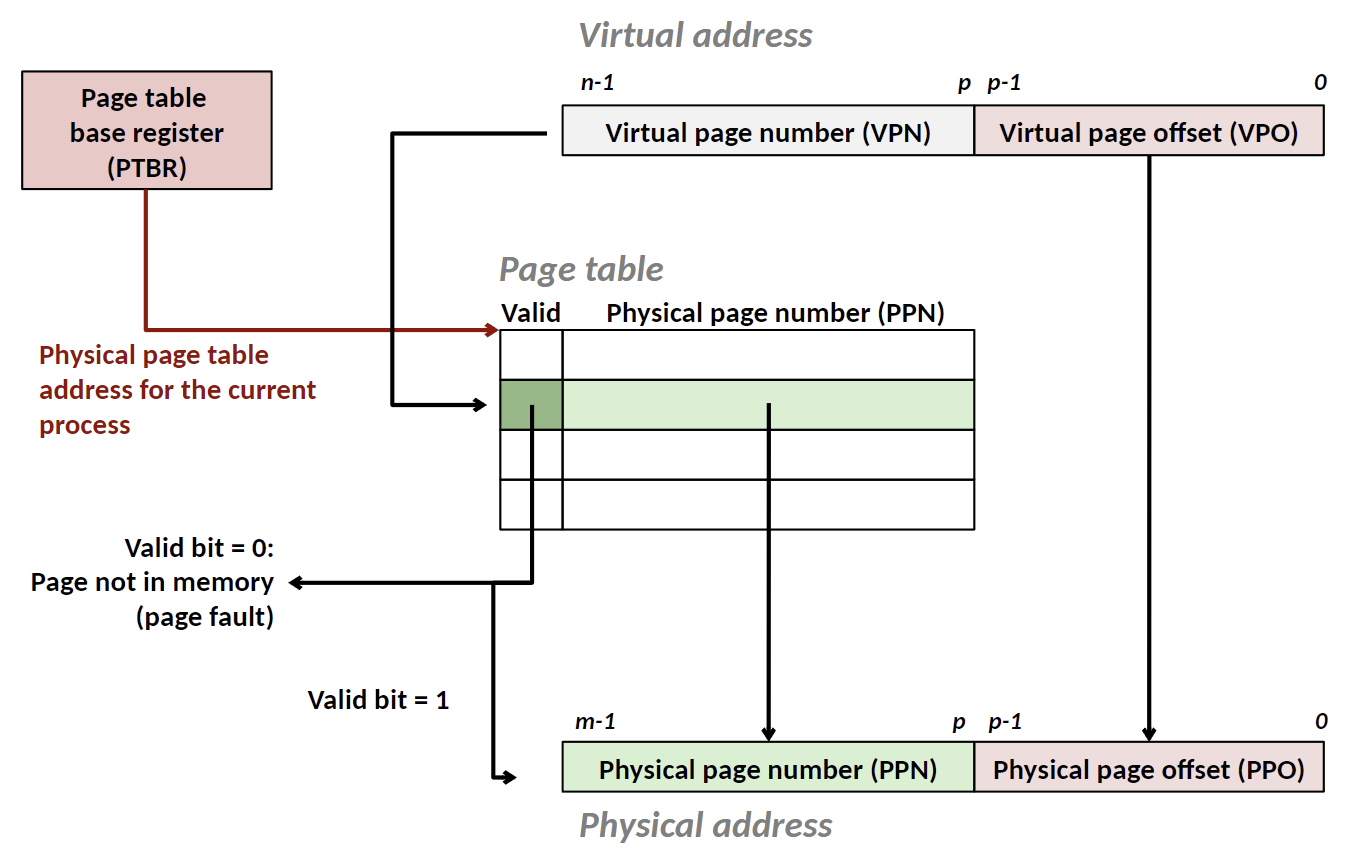 Virtual address
n-1 p p-1 0
Page table
base register
(PTBR)
Virtual page number (VPN) Virtual page offset (VPO)
Page table
Valid Physical page number (PPN)
Physical page table
address for the current
process
Valid bit = 0:
Page not in memory
(page fault)
Valid bit = 1
m-1 p p-1 0
Physical page number (PPN) Physical page offset (PPO)
Physical address